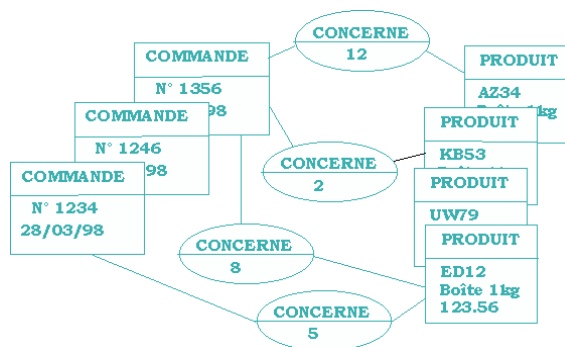 CONCERNE
12
COMMANDE
N° 1356
98
PRODUIT
AZ34
1kg
COMMANDE
N° 1246
98
PRODUIT
KB53
CONCERNE
2
COMMANDE
N° 1234
28/03/98
PRODUIT
UW79
CONCERNE
8
PRODUIT
ED12
Boîte 1kg
123.56
CONCERNE
5